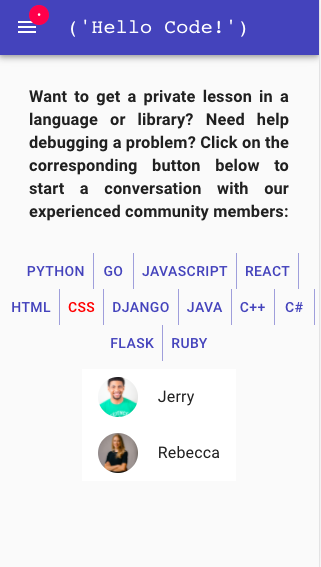 ('Hello Code!')
Want to get a private lesson in a
language or library? Need help
debugging a problem? Click on the
corresponding button below to
start a conversation with our
experienced community members:
PYTHON GO JAVASCRIPT REACT
HTML CSS DJANGO JAVA C++ C#
FLASK RUBY
Jerry
Rebecca